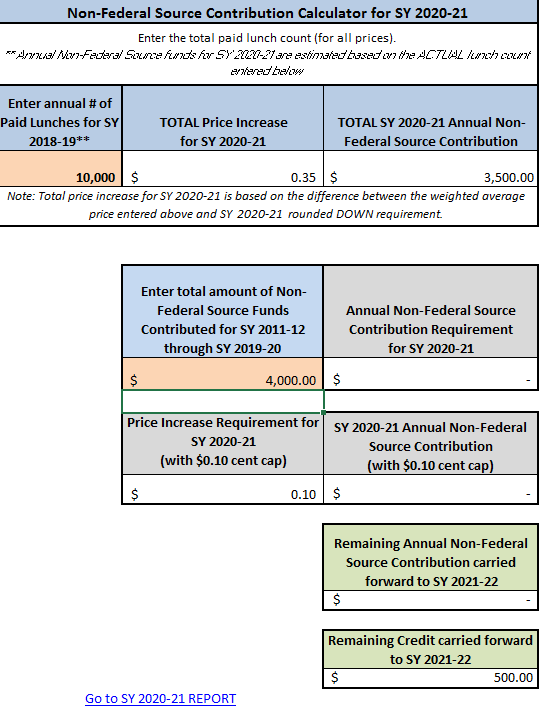 Non-Federal Source Contribution Calculator for SY 2020-21
Enter the total paid lunch count (for all prices).
** Annual Non-Federal Source funds for SY 2020-21 are estimated based on the ACTUAL lunch count
entered below
Enter annual # of
Paid Lunches for SY
2018-19**
TOTAL Price Increase
for SY 2020-21
TOTAL SY 2020-21 Annual Non-
Federal Source Contribution
10,000
$ 0.35
$ 3,500.00
Note: Total price increase for SY 2020-21 is based on the difference between the weighted average
price entered above and SY 2020-21 rounded DOWN requirement.
Enter total amount of Non-
Federal Source Funds
Contributed for SY 2011-12
through SY 2019-20
Annual Non-Federal Source
Contribution Requirement
for SY 2020-21
$ 4,000.00
$ -
Price Increase Requirement for
SY 2020-21
(with $0.10 cent cap)
SY 2020-21 Annual Non-Federal
Source Contribution
(with $0.10 cent cap)
$ 0.10
$ -
Remaining Annual Non-Federal
Source Contribution carried
forward to SY 2021-22
$ -
Remaining Credit carried forward
to SY 2021-22
$ 500.00
Go to SY 2020-21 REPORT